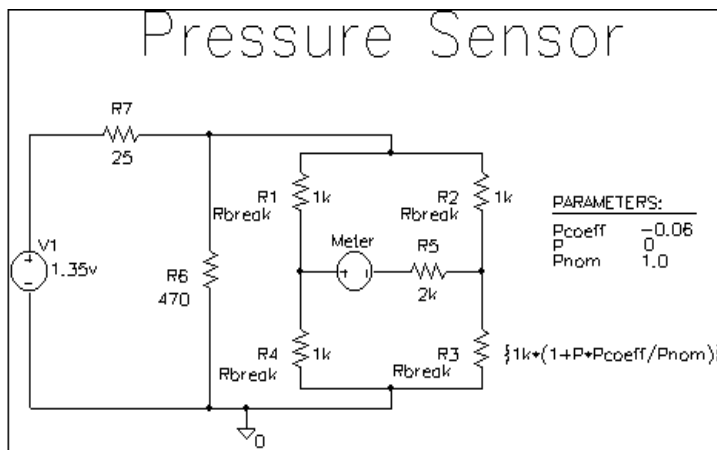 Pressure Sensor
R7
25
R1
1k
Rbreak
R2
1k
Rbreak
PARAMETERS:
Pcoeff -0.06
P 0
Pnom 1.0
V1
+
1.35v
-
R6
470
Meter
+ -
R5
2k
R4
1k
Rbreak
R3
Rbreak
{1k*(1+P*Pcoeff/Pnom)}
0